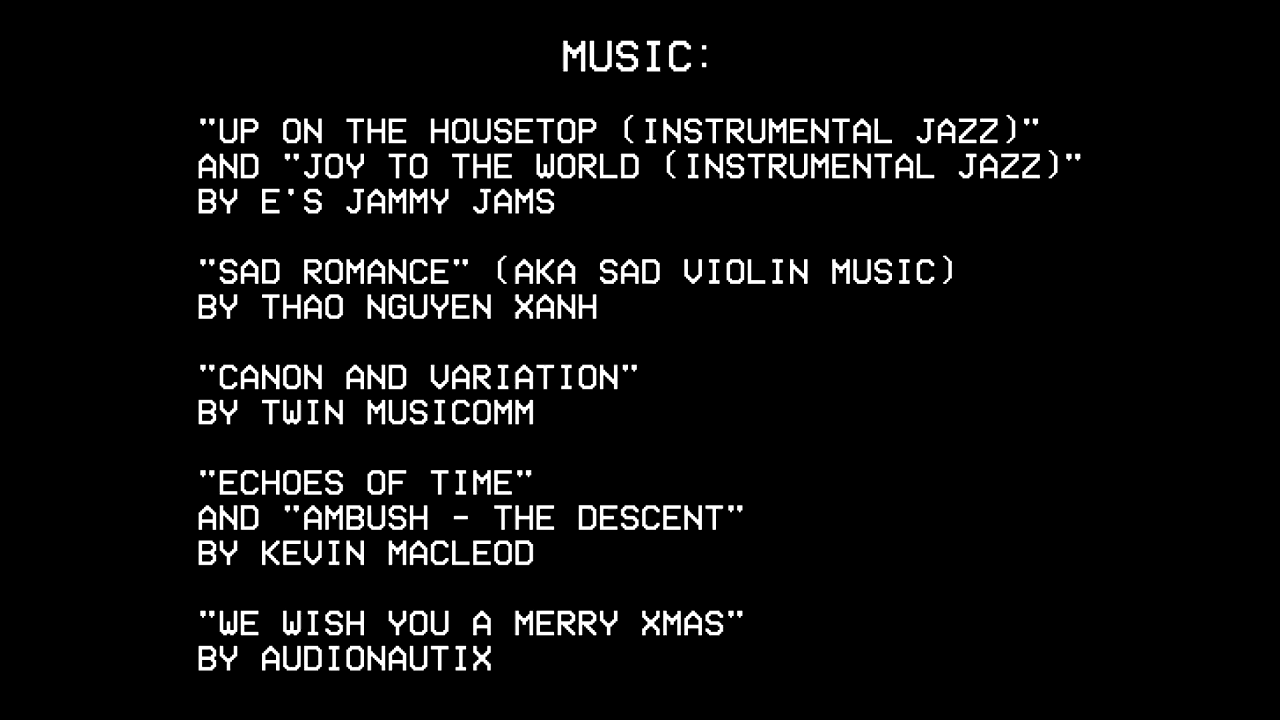 MUSIC:
"UP ON THE HOUSETOP (INSTRUMENTAL JAZZ)"
AND "JOY TO THE WORLD (INSTRUMENTAL JAZZ)"
BY E'S JAMMY JAMS
"SAD ROMANCE" (AKA SAD VIOLIN MUSIC)
BY THAO NGUYEN XANH
"CANON AND VARIATION"
BY TWIN MUSICOMM
"ECHOES OF TIME"
AND "AMBUSH - THE DESCENT"
BY KEVIN MACLEOD
"WE WISH YOU A MERRY XMAS"
BY AUDIONAUTIX